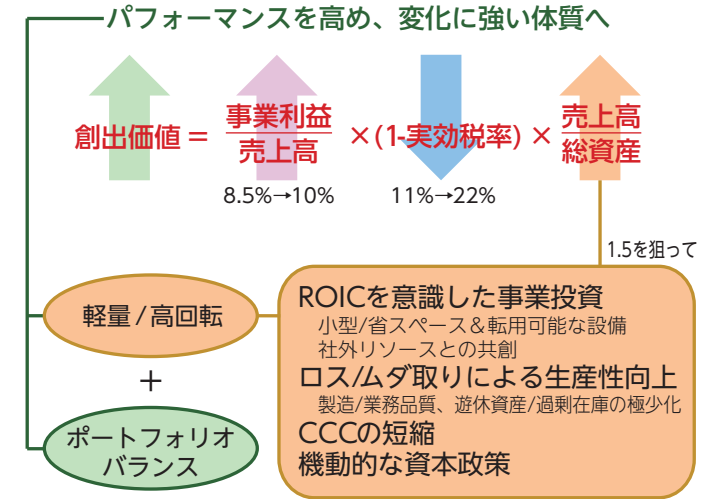 パフォーマンスを高め、変化に強い体質へ
創出価値 = 事業利益/売上高 ×(1-実効税率) × 売上高/総資産
8.5%→10%
11%→22%
1.5を狙って
軽量/高回転
+
ポートフォリオ
バランス
ROICを意識した事業投資
小型/省スペース&転用可能な設備
社外リソースとの共創
ロス/ムダ取りによる生産性向上
製造/業務品質、遊休資産/過剰在庫の極少化
CCCの短縮
機動的な資本政策